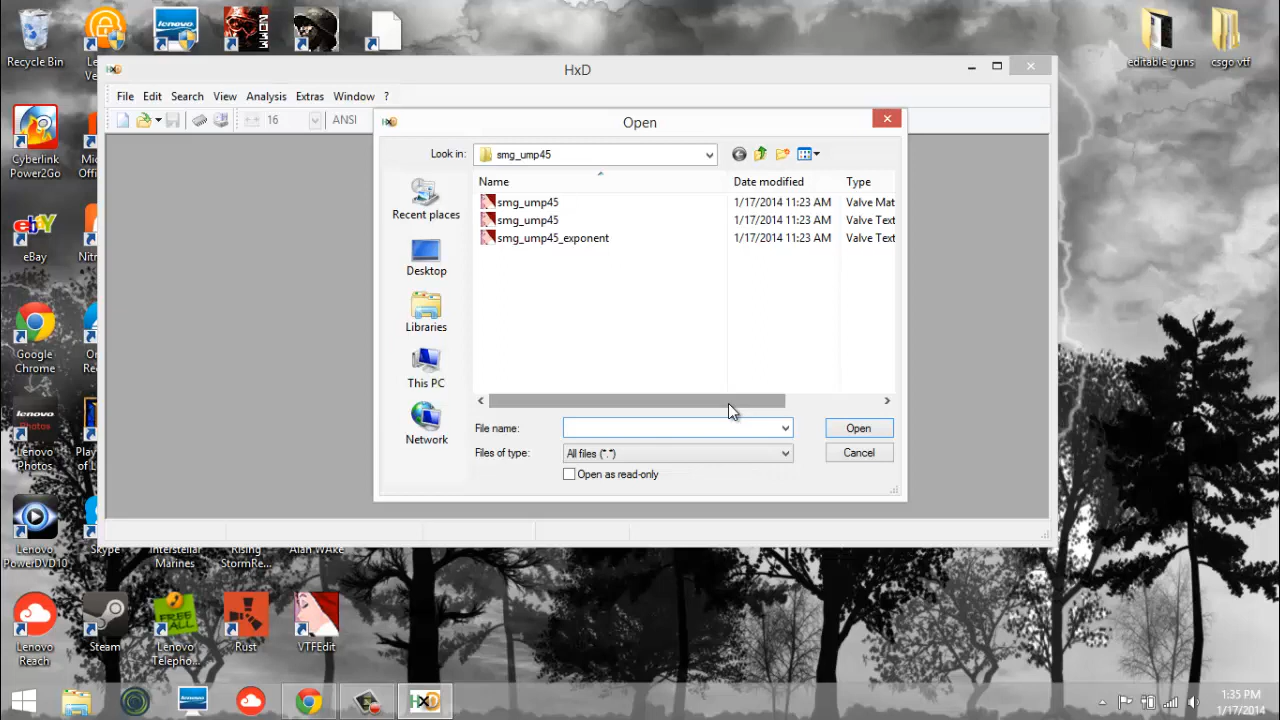 Recycle Bin
editable guns
csgo vtf
HxD
File Edit Search View Analysis Extras Window ?
16
ANSI
Open
Look in:
smg_ump45
Name
Date modified
Type
smg_ump45
1/17/2014 11:23 AM
Valve Mat
smg_ump45
1/17/2014 11:23 AM
Valve Text
smg_ump45_exponent
1/17/2014 11:23 AM
Valve Text
Recent places
Desktop
Libraries
This PC
Network
File name:
Open
Files of type:
All files (*.*)
Cancel
Open as read-only
Cyberlink
Power2Go
eBay
Google
Chrome
Lenovo
Photos
Lenovo
PowerDVD10
Skype
Interstellar
Marines
Rising
StormRe...
Alan WAke
Lenovo
Reach
Steam
Lenovo
Telepho...
Rust
VTFEdit
1:35 PM
1/17/2014